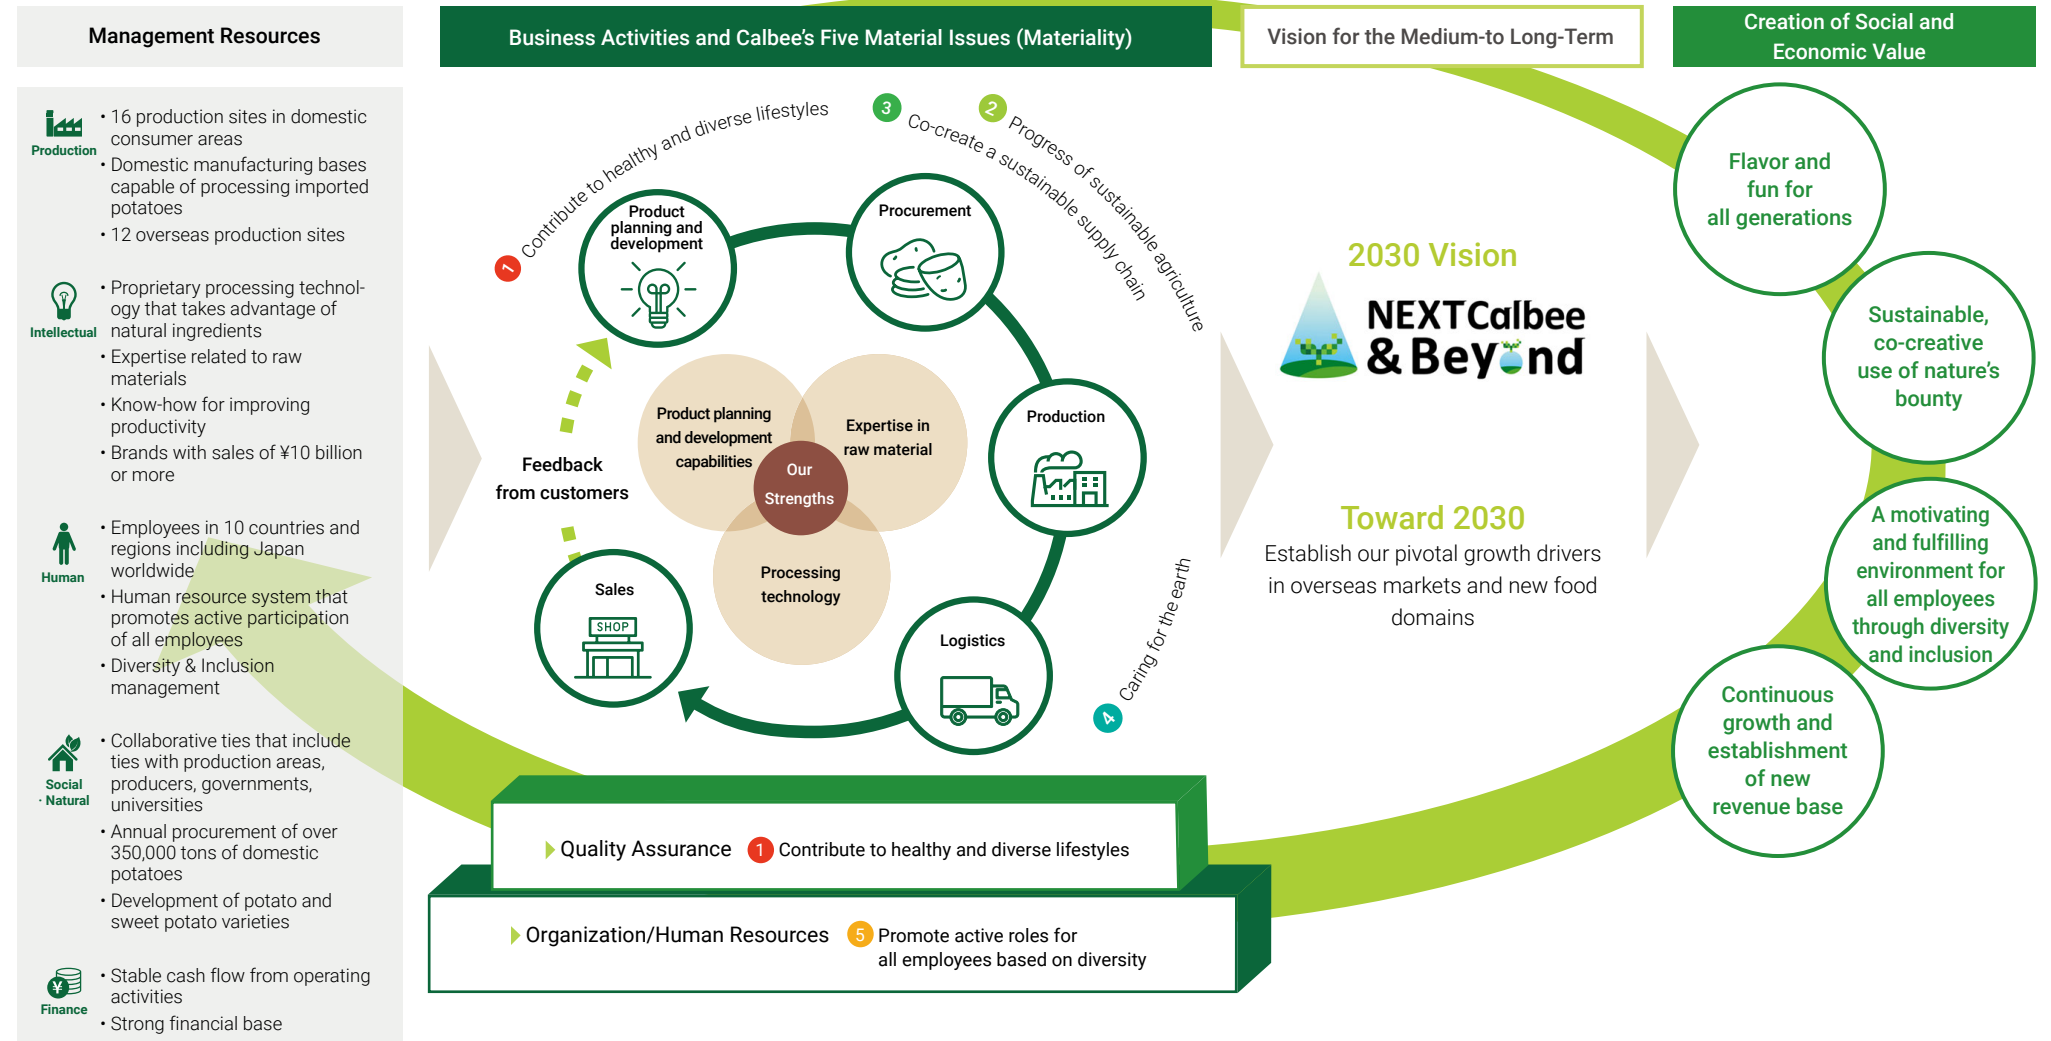 Management Resources
Production
• 16 production sites in domestic
consumer areas
• Domestic manufacturing bases
capable of processing imported
potatoes
• 12 overseas production sites
Intellectual
• Proprietary processing technol-
ogy that takes advantage of
natural ingredients
• Expertise related to raw
materials
• Know-how for improving
productivity
• Brands with sales of ¥10 billion
or more
Human
• Employees in 10 countries and
regions including Japan
worldwide
• Human resource system that
promotes active participation
of all employees
• Diversity & Inclusion
management
Social
· Natural
• Collaborative ties that include
ties with production areas,
producers, governments,
universities
• Annual procurement of over
350,000 tons of domestic
potatoes
• Development of potato and
sweet potato varieties
¥
Finance
• Stable cash flow from operating
activities
• Strong financial base
Business Activities and Calbee's Five Material Issues (Materiality)
1 Contribute to healthy and diverse lifestyles
3 Co-create a sustainable supply chain
2 Progress of sustainable agriculture
Product
planning and
development
Procurement
Production
Logistics
Sales
SHOP
Feedback
from customers
Product planning
and development
capabilities
Expertise in
raw material
Our
Strengths
Processing
technology
4 Caring for the earth
Quality Assurance 1 Contribute to healthy and diverse lifestyles
Organization/Human Resources 5 Promote active roles for
all employees based on diversity
Vision for the Medium-to Long-Term
2030 Vision
NEXT Calbee
& Beyond
Toward 2030
Establish our pivotal growth drivers
in overseas markets and new food
domains
Creation of Social and
Economic Value
Flavor and
fun for
all generations
Sustainable,
co-creative
use of nature's
bounty
A motivating
and fulfilling
environment for
all employees
through diversity
and inclusion
Continuous
growth and
establishment
of new
revenue base